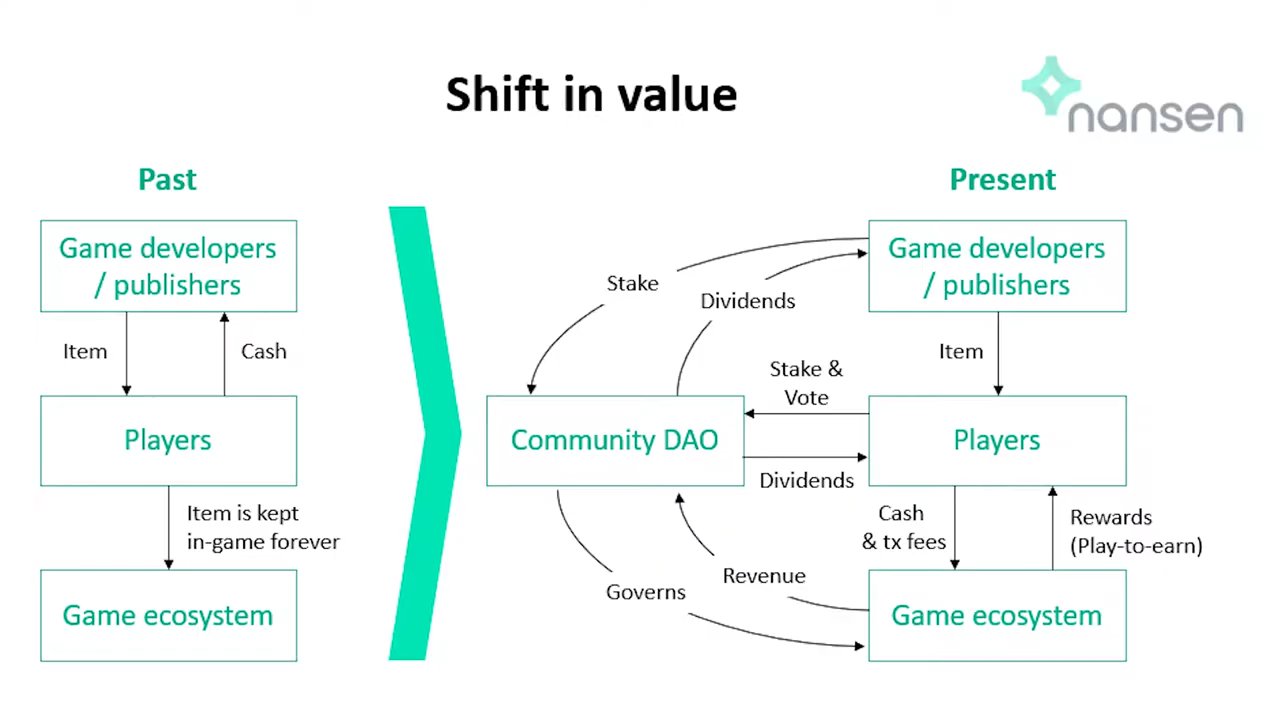 Shift in value
nansen
Past
Game developers
/ publishers
Item
Cash
Players
Item is kept
in-game forever
Game ecosystem
Present
Game developers
/ publishers
Stake
Dividends
Item
Stake &
Vote
Community DAO
Players
Dividends
Cash
& tx fees
Rewards
(Play-to-earn)
Revenue
Governs
Game ecosystem